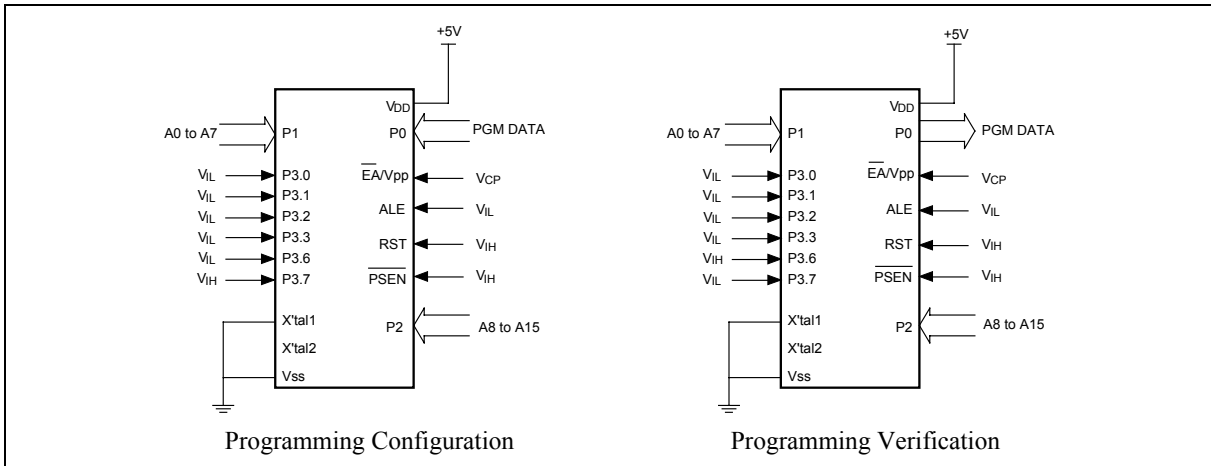 +5V
VDD
A0 to A7
P1
P0
PGM DATA
VIL
P3.0
EA/Vpp
VCP
VIL
P3.1
VIL
P3.2
ALE
VIL
VIL
P3.3
RST
VIH
VIL
P3.6
VIH
P3.7
PSEN
VIH
X'tal1
P2
A8 to A15
X'tal2
Vss
Programming Configuration
+5V
VDD
A0 to A7
P1
P0
PGM DATA
VIL
P3.0
EA/Vpp
VCP
VIL
P3.1
VIL
P3.2
ALE
VIL
VIL
P3.3
RST
VIH
VIH
P3.6
VIL
P3.7
PSEN
VIH
X'tal1
P2
A8 to A15
X'tal2
Vss
Programming Verification